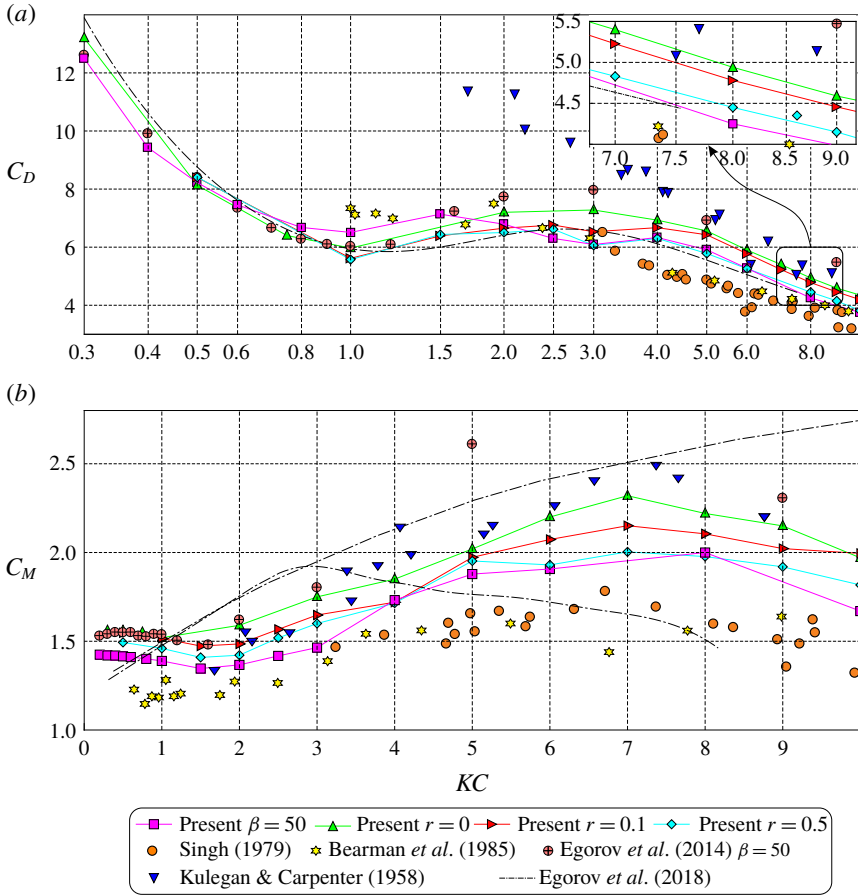 (a)
12
10
C_D
8
6
4
5.5
5.0
4.5
7.0 7.5 8.0 8.5 9.0
0.3 0.4 0.5 0.6 0.8 1.0 1.5 2.0 2.5 3.0 4.0 5.0 6.0 8.0
(b)
2.5
2.0
C_M
1.5
1.0
0 1 2 3 4 5 6 7 8 9
KC
Present β = 50 Present r = 0 Present r = 0.1 Present r = 0.5
Singh (1979) Bearman et al. (1985) Egorov et al. (2014) β = 50
Kulegan & Carpenter (1958) Egorov et al. (2018)